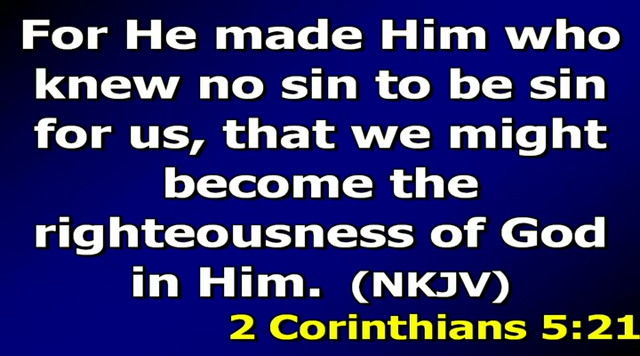 For He made Him who
knew no sin to be sin
for us, that we might
become the
righteousness of God
in Him. (NKJV)
2 Corinthians 5:21